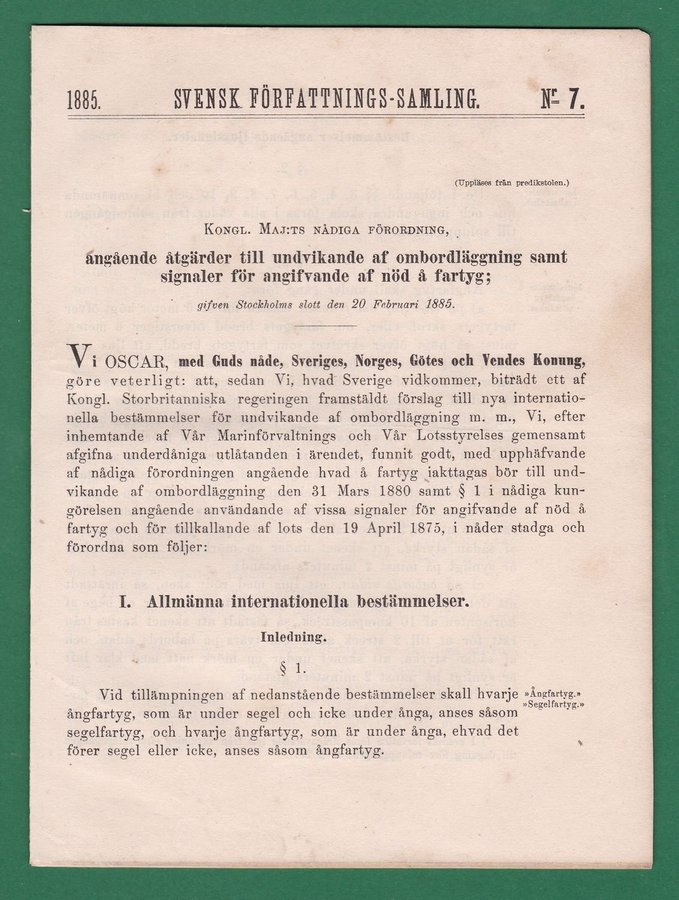 1885. SVENSK FÖRFATTNINGS-SAMLING. Nr 7.
(Uppläses från predikstolen.)
KONGL. MAJ:TS NÅDIGA FÖRORDNING,
angående åtgärder till undvikande af ombordläggning samt
signaler för angifvande af nöd å fartyg;
gifven Stockholms slott den 20 Februari 1885.
Vi OSCAR, med Guds nåde, Sveriges, Norges, Götes och Vendes Konung,
göre veterligt: att, sedan Vi, hvad Sverige vidkommer, biträdt ett af
Kongl. Storbritanniska regeringen framstäldt förslag till nya internatio-
nella bestämmelser för undvikande af ombordläggning m. m., Vi, efter
inhemtande af Vår Marinförvaltnings och Vår Lotsstyrelses gemensamt
afgifna underdåniga utlåtanden i ärendet, funnit godt, med upphäfvande
af nådiga förordningen angående hvad å fartyg iakttagas bör till und-
vikande af ombordläggning den 31 Mars 1880 samt § 1 i nådiga kun-
görelsen angående användande af vissa signaler för angifvande af nöd å
fartyg och för tillkallande af lots den 19 April 1875, i nåder stadga och
förordna som följer:
I. Allmänna internationella bestämmelser.
Inledning.
§ 1.
Vid tillämpningen af nedanstående bestämmelser skall hvarje »Ångfartyg.»
ångfartyg, som är under segel och icke under ånga, anses såsom »Segelfartyg.»
segelfartyg, och hvarje ångfartyg, som är under ånga, ehvad det
förer segel eller icke, anses såsom ångfartyg.